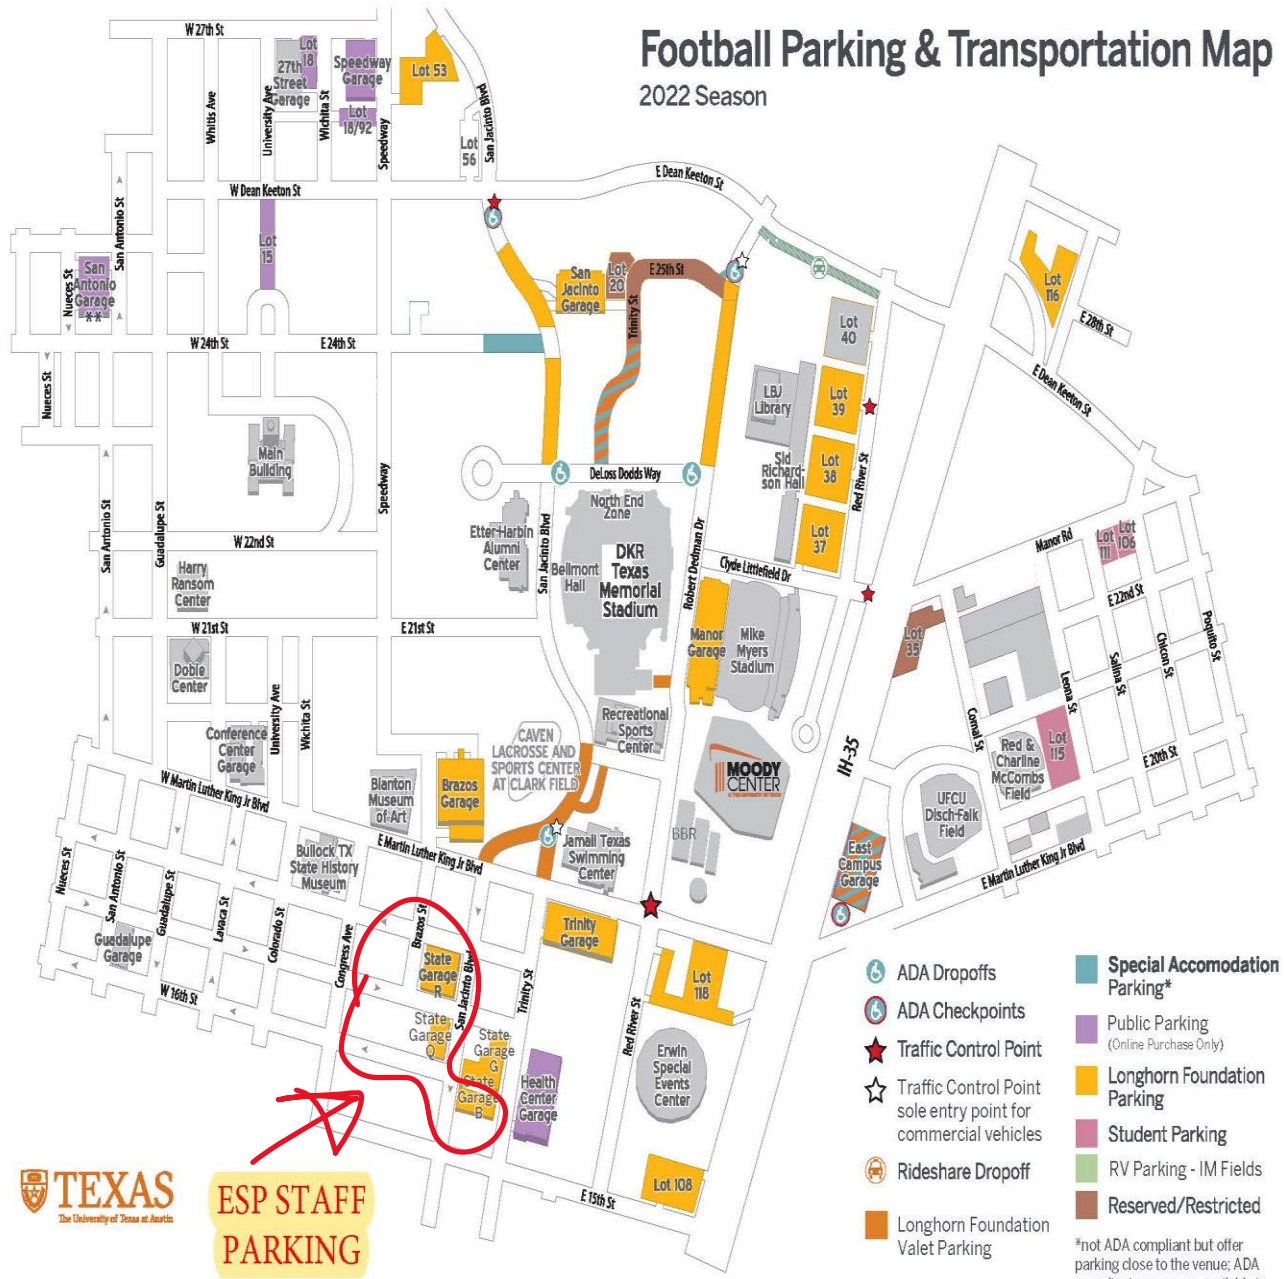 Football Parking & Transportation Map
2022 Season
W 27th St
Lot
18
27th
Street
Garage
Speedway
Garage
Lot
18/92
Lot 53
Lot
56
Whitis Ave
University Ave
Wichita St
Speedway
San Jacinto Blvd
W Dean Keeton St
E Dean Keeton St
San Antonio St
Nueces St
San
Antonio
Garage
**
Lot
15
San
Jacinto
Garage
Lot
20
E 25th St
Trinity St
Lot
116
E 28th St
E Dean Keeton St
W 24th St
E 24th St
Nueces St
Lot
40
LBJ
Library
Lot
39
Sid
Richard-
son Hall
Lot
38
Red River St
Lot
37
Main
Building
Speedway
DeLoss Dodds Way
North End
Zone
DKR
Texas
Memorial
Stadium
Bellmont
Hall
Etter-Harbin
Alumni
Center
San Jacinto Blvd
Robert Dedman Dr
Clyde Littlefield Dr
San Antonio St
Guadalupe St
W 22nd St
Harry
Ransom
Center
W 21st St
E 21st St
Dobie
Center
Manor
Garage
Mike
Myers
Stadium
Manor Rd
Lot
111
Lot
106
E 22nd St
Poquito St
Chicon St
Salina St
Leona St
Comal St
Lot
35
Lot
115
E 20th St
Red &
Charline
McCombs
Field
UFCU
Disch-Falk
Field
E Martin Luther King Jr Blvd
IH-35
University Ave
Wichita St
Conference
Center
Garage
Recreational
Sports
Center
CAVEN
LACROSSE AND
SPORTS CENTER
AT CLARK FIELD
MOODY
CENTER
W Martin Luther King Jr Blvd
Blanton
Museum
of Art
Brazos
Garage
Jamail Texas
Swimming
Center
BBR
East
Campus
Garage
Bullock TX
State History
Museum
E Martin Luther King Jr Blvd
Nueces St
San Antonio St
Guadalupe St
Lavaca St
Colorado St
Congress Ave
Brazos St
San Jacinto Blvd
Trinity St
Red River St
Guadalupe
Garage
W 16th St
Trinity
Garage
Lot
118
State
Garage
R
State
Garage
Q
State
Garage
G
State
Garage
B
Health
Center
Garage
Erwin
Special
Events
Center
Lot 108
E 15th St
ESP STAFF
PARKING
TEXAS
The University of Texas at Austin
ADA Dropoffs
ADA Checkpoints
Traffic Control Point
Traffic Control Point
sole entry point for
commercial vehicles
Rideshare Dropoff
Longhorn Foundation
Valet Parking
Special Accomodation
Parking*
Public Parking
(Online Purchase Only)
Longhorn Foundation
Parking
Student Parking
RV Parking - IM Fields
Reserved/Restricted
*not ADA compliant but offer
parking close to the venue; ADA